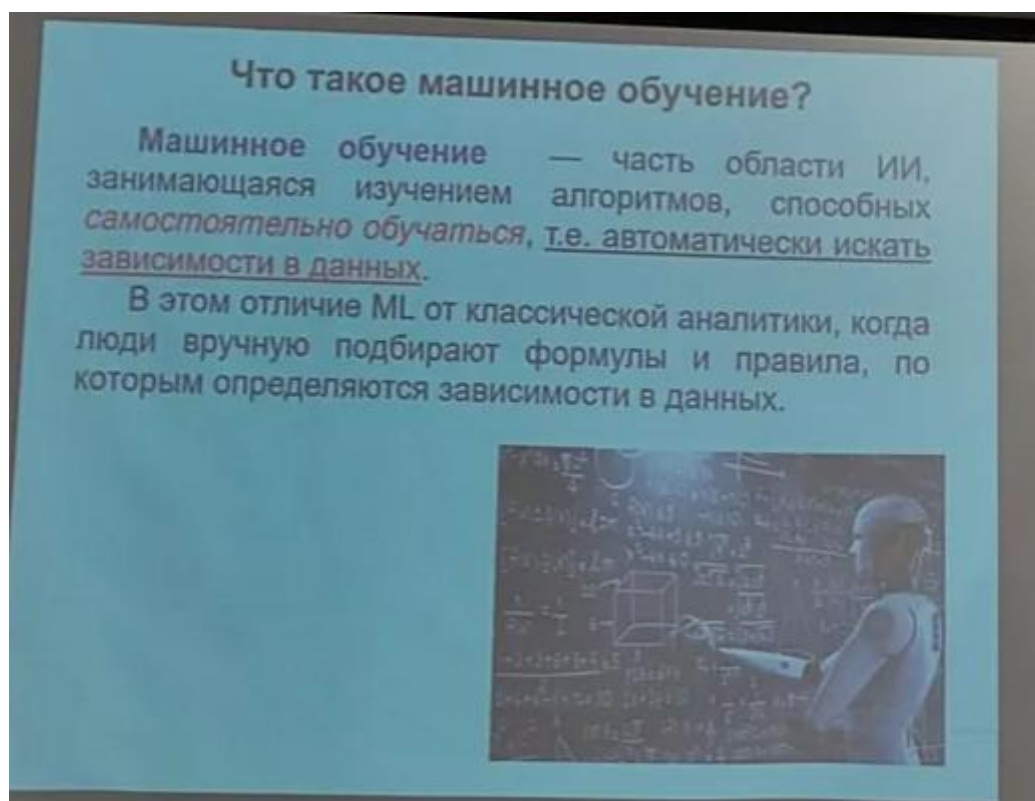 Что такое машинное обучение?
Машинное обучение — часть области ИИ,
занимающаяся изучением алгоритмов, способных
самостоятельно обучаться, т.е. автоматически искать
зависимости в данных.
В этом отличие ML от классической аналитики, когда
люди вручную подбирают формулы и правила, по
которым определяются зависимости в данных.